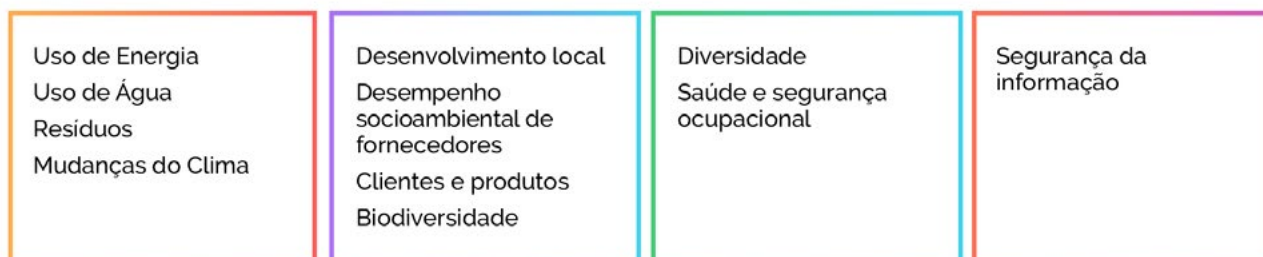 Uso de Energia
Uso de Água
Resíduos
Mudanças do Clima
Desenvolvimento local
Desempenho
socioambiental de
fornecedores
Clientes e produtos
Biodiversidade
Diversidade
Saúde e segurança
ocupacional
Segurança da
informação